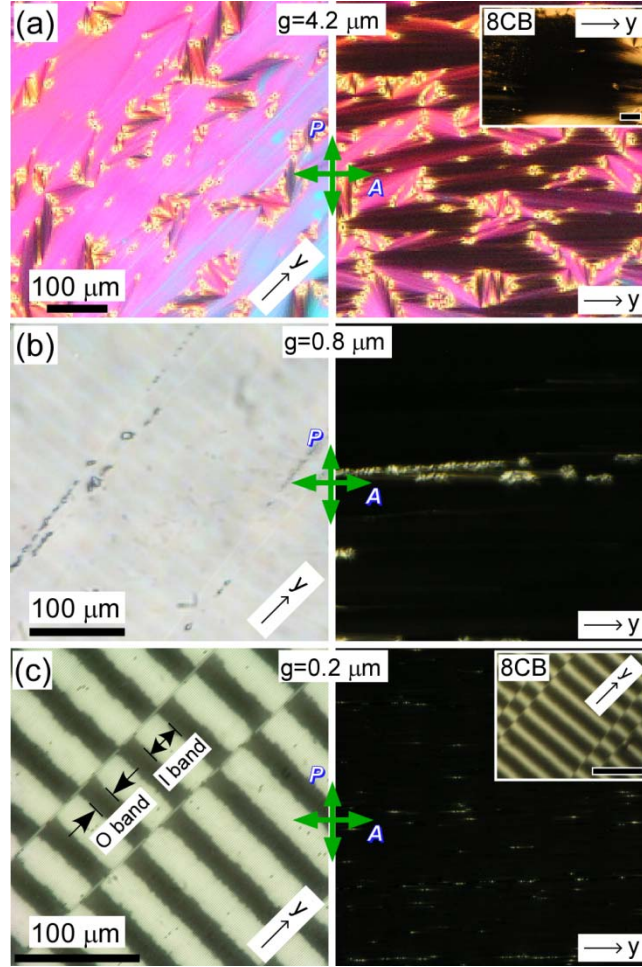 (a)
g=4.2 μm
8CB
→ y
P
A
100 μm
→ y
→ y
(b)
g=0.8 μm
P
A
100 μm
→ y
→ y
(c)
g=0.2 μm
8CB
→ y
I band
O band
P
A
100 μm
→ y
→ y